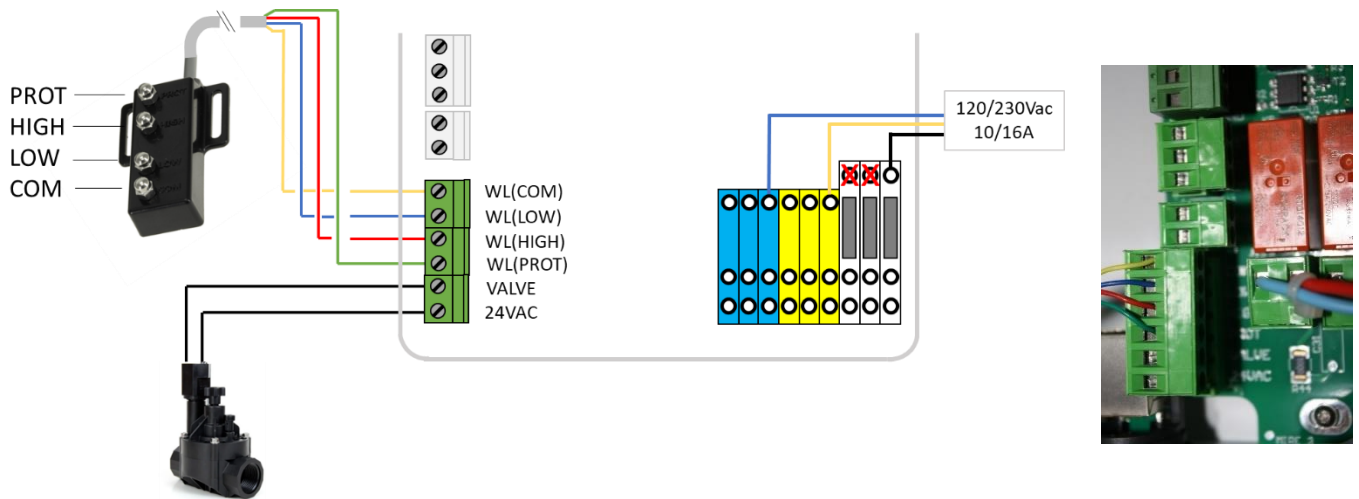 PROT
HIGH
LOW
COM
WL(COM)
WL(LOW)
WL(HIGH)
WL(PROT)
VALVE
24VAC
120/230Vac
10/16A